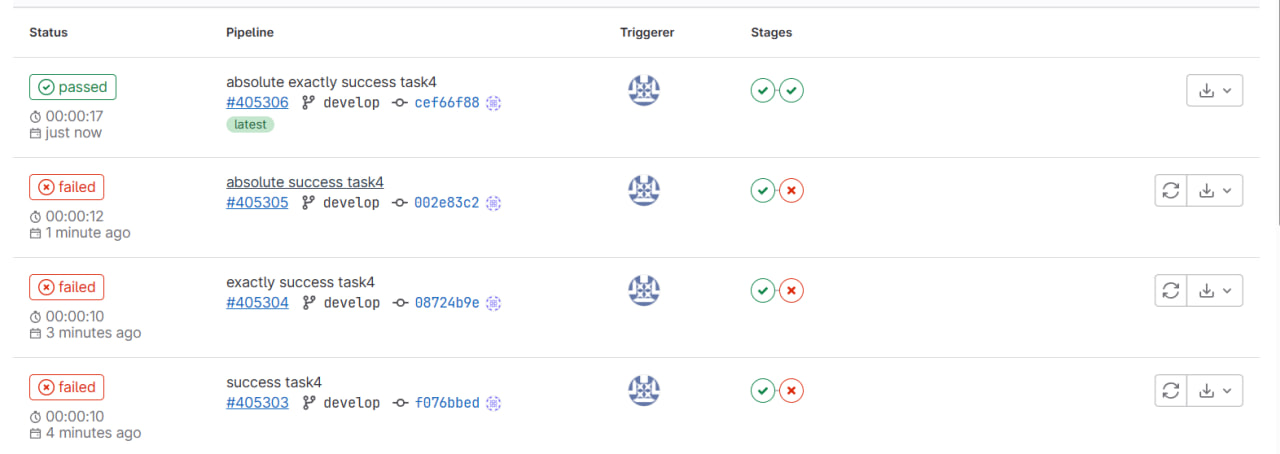 Status Pipeline Triggerer Stages
passed
absolute exactly success task4
#405306 develop cef66f88
latest
00:00:17
just now
failed
absolute success task4
#405305 develop 002e83c2
00:00:12
1 minute ago
failed
exactly success task4
#405304 develop 08724b9e
00:00:10
3 minutes ago
failed
success task4
#405303 develop f076bbed
00:00:10
4 minutes ago